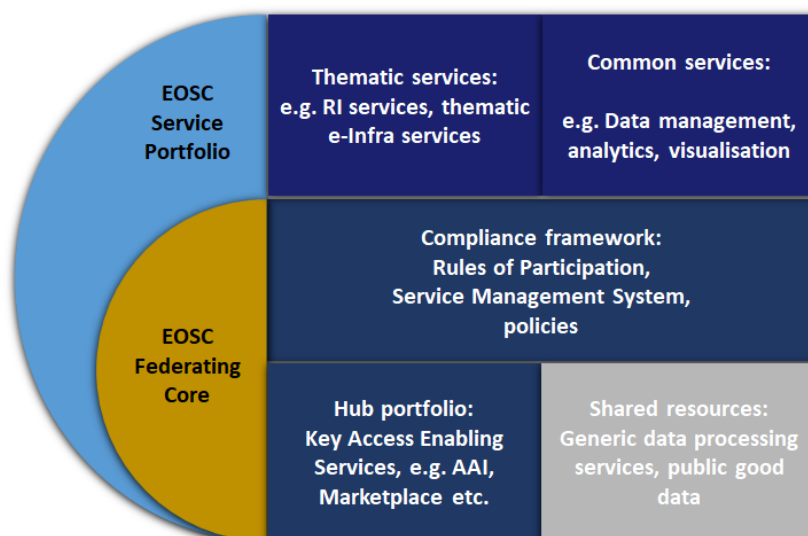 EOSC
Service
Portfolio
Thematic services:
e.g. RI services, thematic
e-Infra services
Common services:
e.g. Data management,
analytics, visualisation
EOSC
Federating
Core
Compliance framework:
Rules of Participation,
Service Management System,
policies
Hub portfolio:
Key Access Enabling
Services, e.g. AAI,
Marketplace etc.
Shared resources:
Generic data processing
services, public good
data